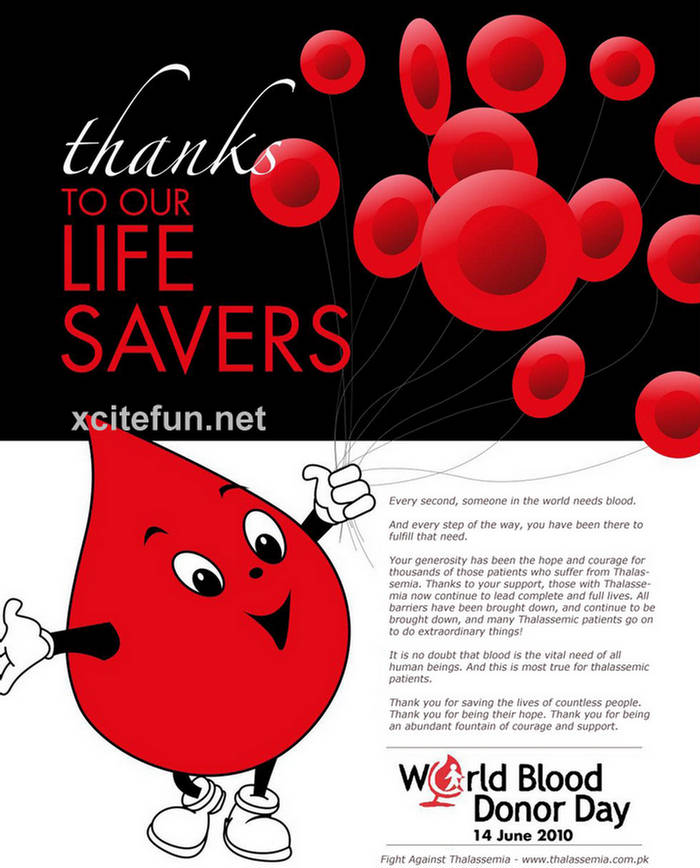 thanks
TO OUR
LIFE
SAVERS
xcitefun.net
Every second, someone in the world needs blood.
And every step of the way, you have been there to
fulfill that need.
Your generosity has been the hope and courage for
thousands of those patients who suffer from Thalas-
semia. Thanks to your support, those with Thalasse-
mia now continue to lead complete and full lives. All
barriers have been brought down, and continue to be
brought down, and many Thalassemic patients go on
to do extraordinary things!
It is no doubt that blood is the vital need of all
human beings. And this is most true for thalassemic
patients.
Thank you for saving the lives of countless people.
Thank you for being their hope. Thank you for being
an abundant fountain of courage and support.
World Blood
Donor Day
14 June 2010
Fight Against Thalassemia - www.thalassemia.com.pk